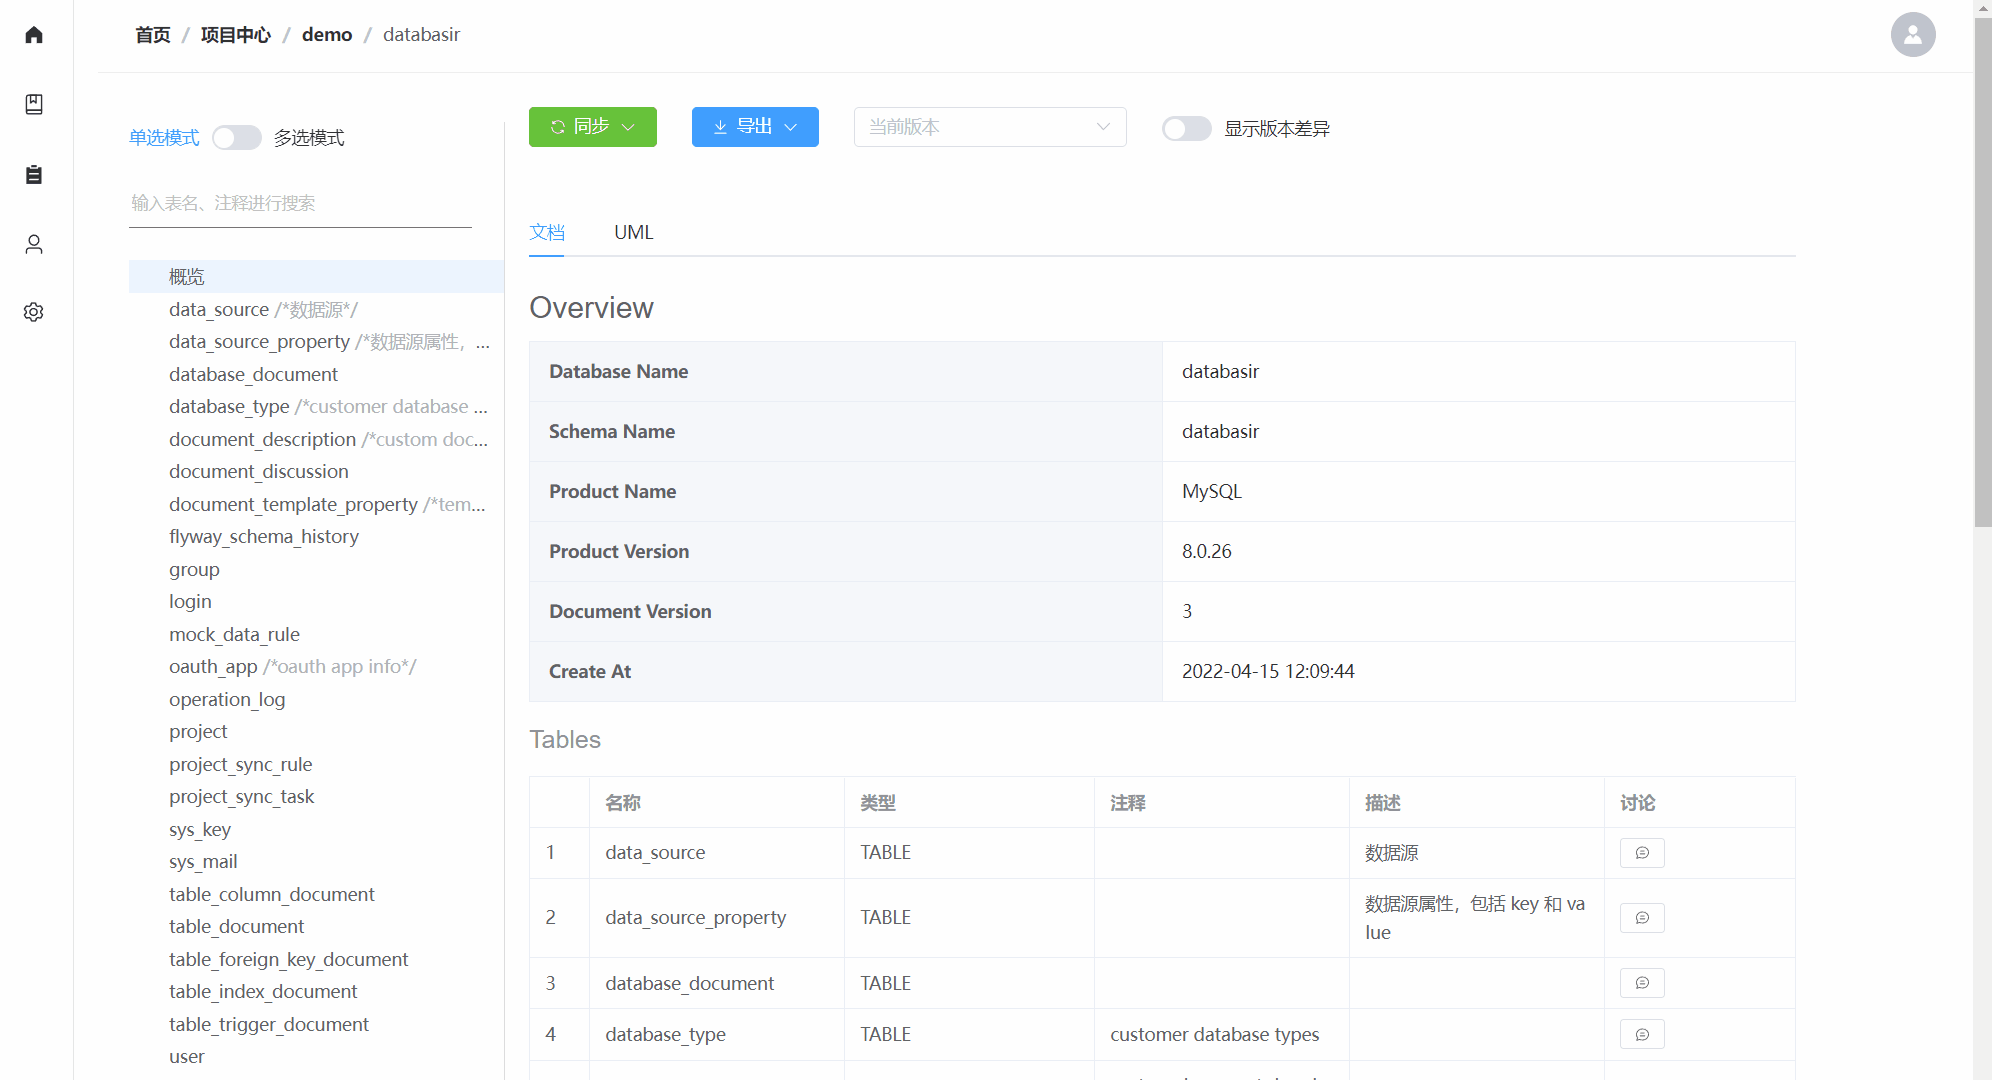 首页 / 项目中心 / demo / databasir
单选模式 多选模式
输入表名、注释进行搜索
概览
data_source /*数据源*/
data_source_property /*数据源属性，...
database_document
database_type /*customer database ...
document_description /*custom doc...
document_discussion
document_template_property /*tem...
flyway_schema_history
group
login
mock_data_rule
oauth_app /*oauth app info*/
operation_log
project
project_sync_rule
project_sync_task
sys_key
sys_mail
table_column_document
table_document
table_foreign_key_document
table_index_document
table_trigger_document
user
同步 导出 当前版本 显示版本差异
文档 UML
Overview
Database Name databasir
Schema Name databasir
Product Name MySQL
Product Version 8.0.26
Document Version 3
Create At 2022-04-15 12:09:44
Tables
名称 类型 注释 描述 讨论
1 data_source TABLE 数据源
2 data_source_property TABLE 数据源属性，包括 key 和 va
lue
3 database_document TABLE
4 database_type TABLE customer database types